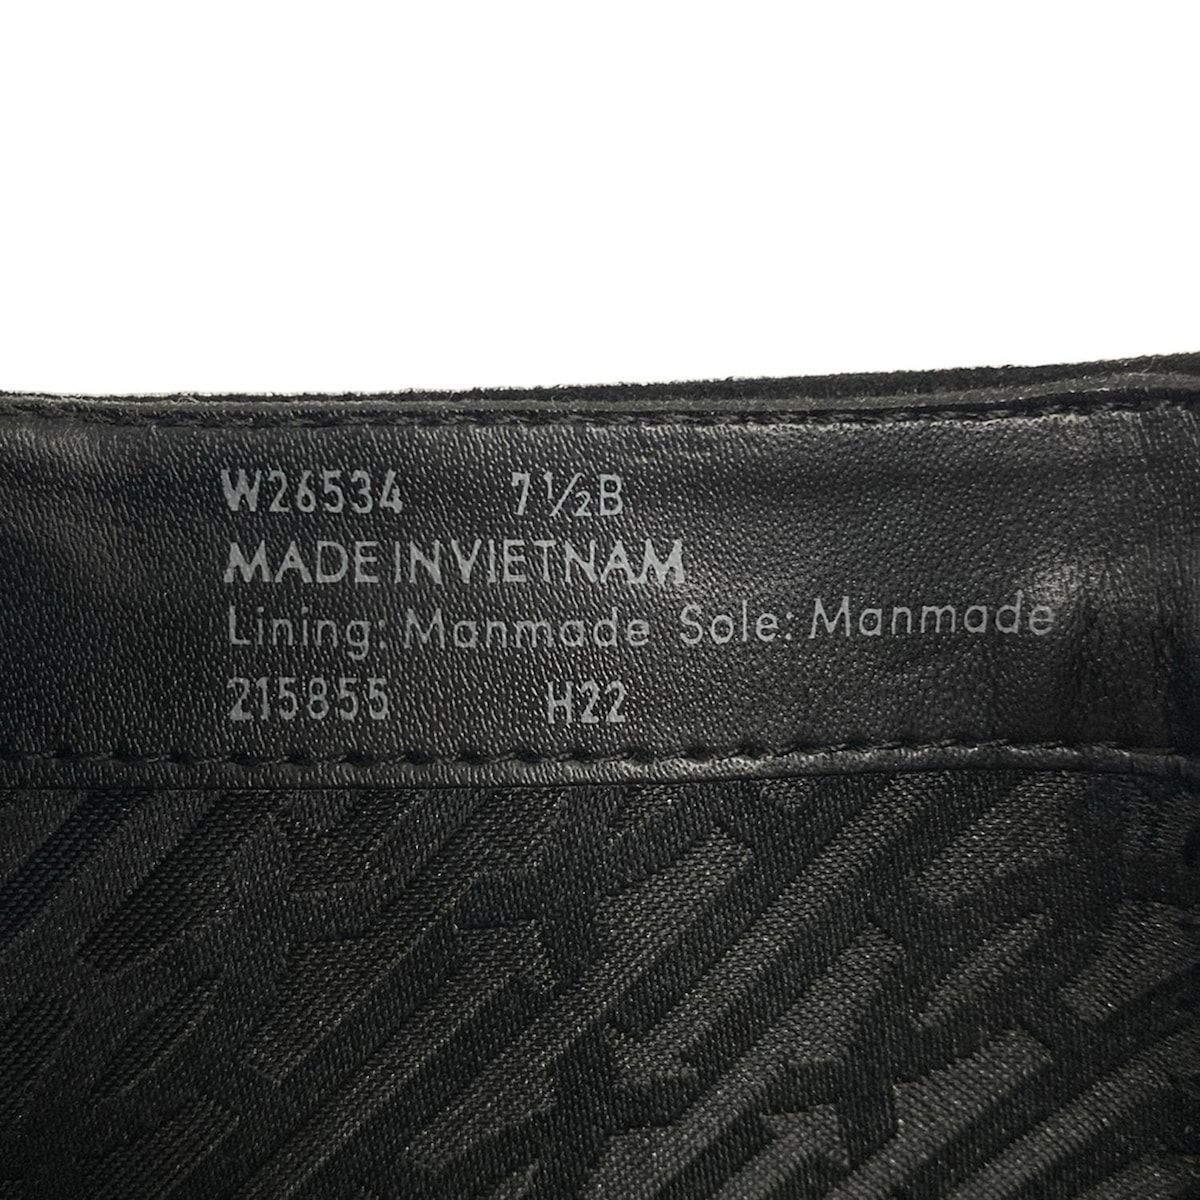 W26534 7½B
MADE IN VIETNAM
Lining: Manmade Sole: Manmade
215855 H22